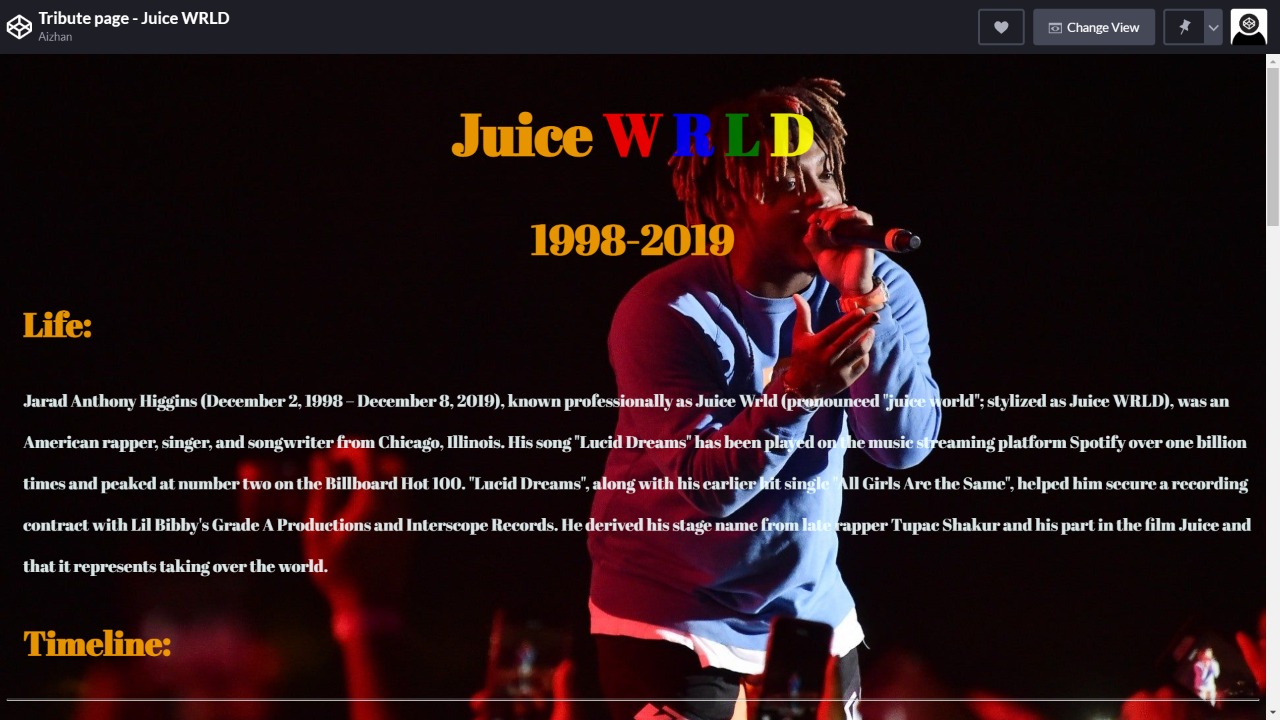 Tribute page - Juice WRLD
Aizhan
Change View
Juice W R L D
1998-2019
Life:
Jarad Anthony Higgins (December 2, 1998 – December 8, 2019), known professionally as Juice Wrld (pronounced "juice world"; stylized as Juice WRLD), was an
American rapper, singer, and songwriter from Chicago, Illinois. His song "Lucid Dreams" has been played on the music streaming platform Spotify over one billion
times and peaked at number two on the Billboard Hot 100. "Lucid Dreams", along with his earlier hit single "All Girls Are the Same", helped him secure a recording
contract with Lil Bibby's Grade A Productions and Interscope Records. He derived his stage name from late rapper Tupac Shakur and his part in the film Juice and
that it represents taking over the world.
Timeline: